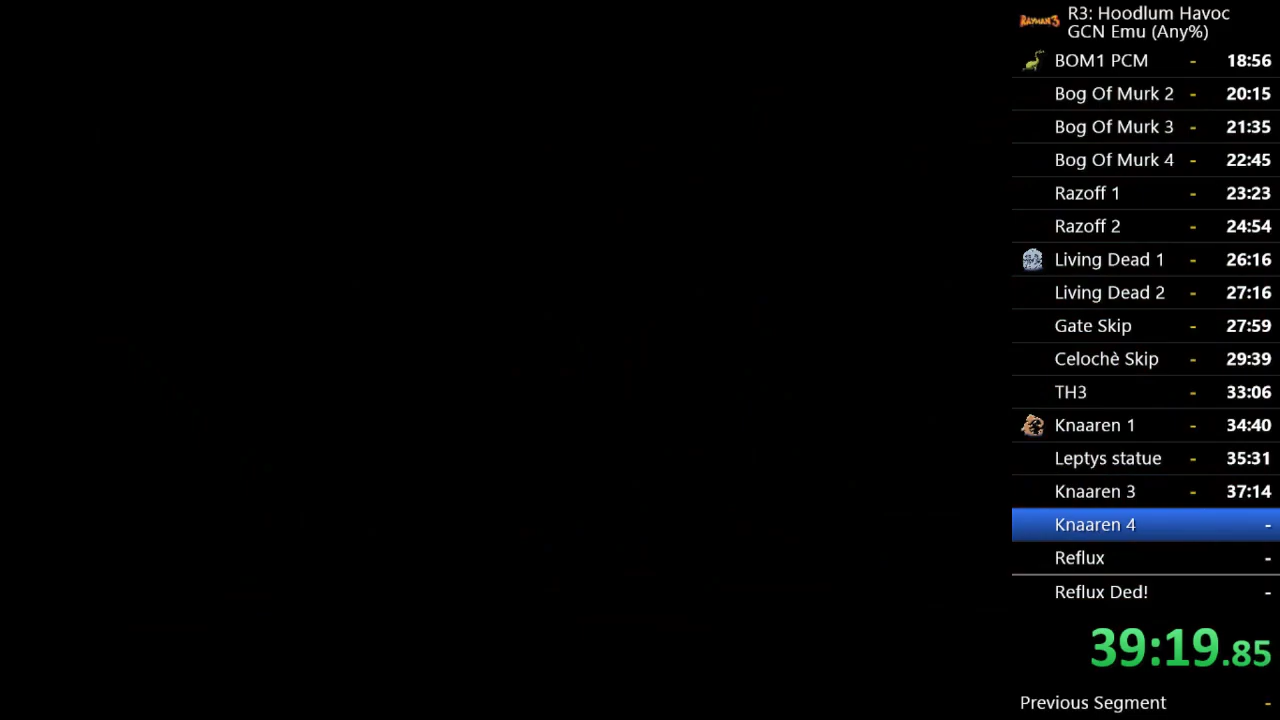 RAYMAN3
R3: Hoodlum Havoc
GCN Emu (Any%)
BOM1 PCM - 18:56
Bog Of Murk 2 - 20:15
Bog Of Murk 3 - 21:35
Bog Of Murk 4 - 22:45
Razoff 1 - 23:23
Razoff 2 - 24:54
Living Dead 1 - 26:16
Living Dead 2 - 27:16
Gate Skip - 27:59
Celochè Skip - 29:39
TH3 - 33:06
Knaaren 1 - 34:40
Leptys statue - 35:31
Knaaren 3 - 37:14
Knaaren 4 -
Reflux -
Reflux Ded! -
39:19.85
Previous Segment -